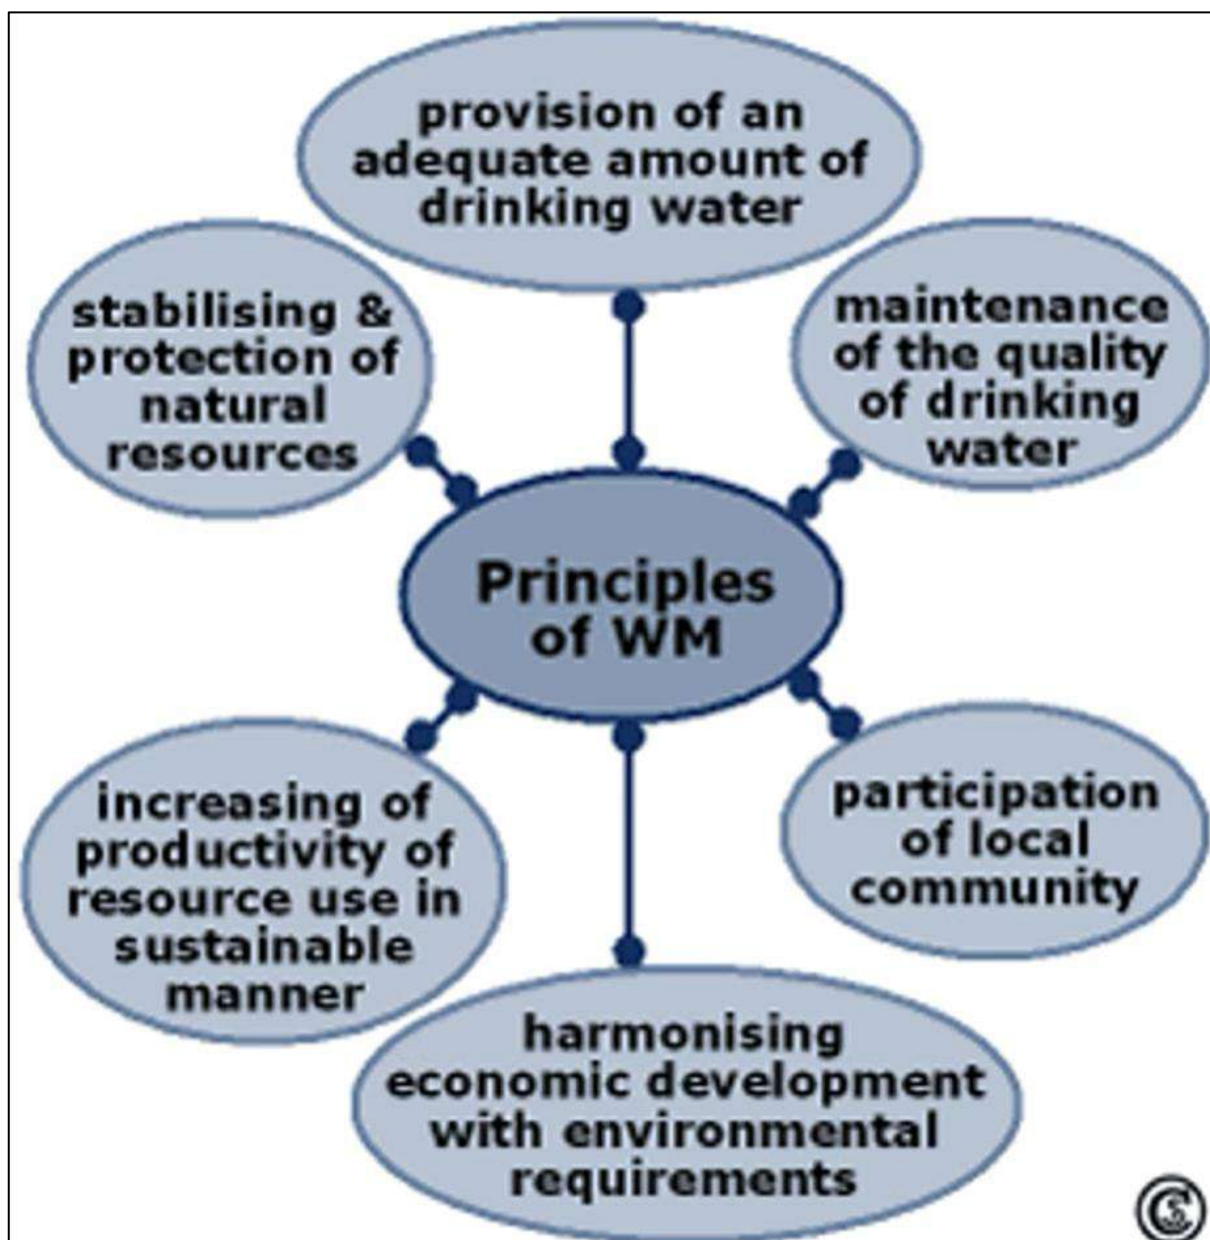 provision of an
adequate amount of
drinking water
stabilising &
protection of
natural
resources
maintenance
of the quality
of drinking
water
Principles
of WM
increasing of
productivity of
resource use in
sustainable
manner
participation
of local
community
harmonising
economic development
with environmental
requirements